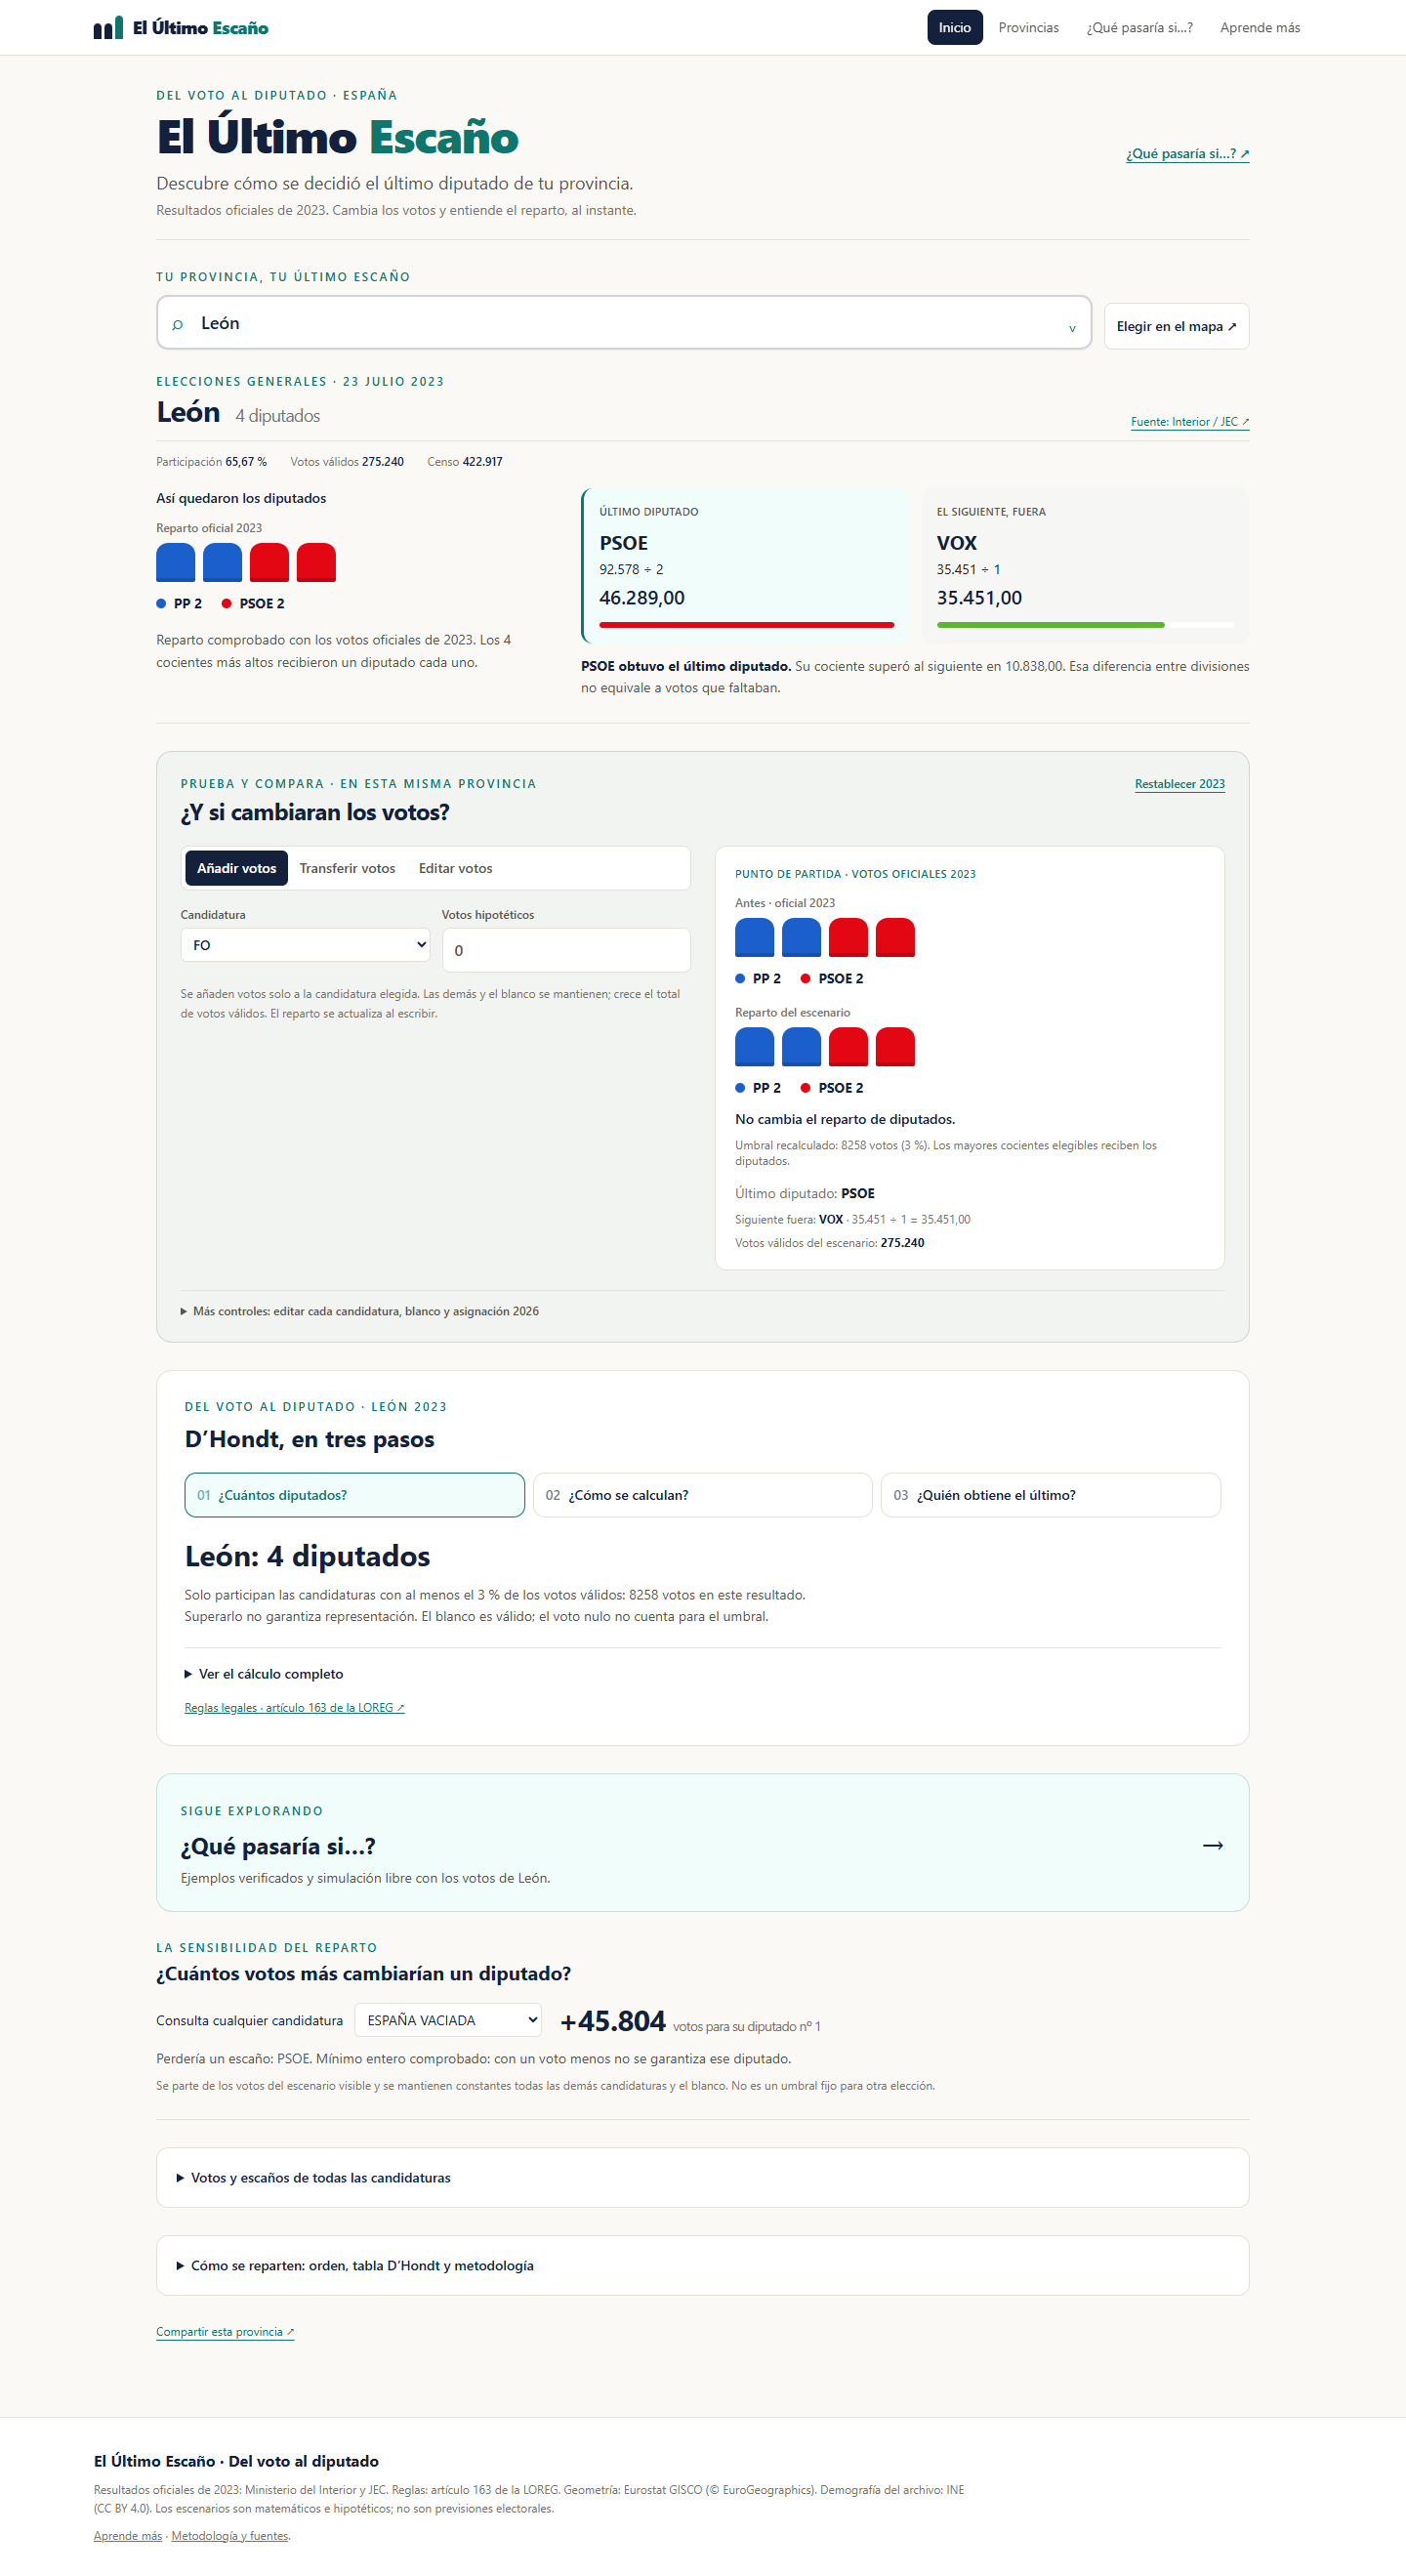 El Último Escaño
Inicio
Provincias
¿Qué pasaría si...?
Aprende más
DEL VOTO AL DIPUTADO · ESPAÑA
El Último Escaño
¿Qué pasaría si...? ↗
Descubre cómo se decidió el último diputado de tu provincia.
Resultados oficiales de 2023. Cambia los votos y entiende el reparto, al instante.
TU PROVINCIA, TU ÚLTIMO ESCAÑO
León
Elegir en el mapa ↗
ELECCIONES GENERALES · 23 JULIO 2023
León 4 diputados
Fuente: Interior / JEC ↗
Participación 65,67 % Votos válidos 275.240 Censo 422.917
Así quedaron los diputados
Reparto oficial 2023
PP 2 PSOE 2
Reparto comprobado con los votos oficiales de 2023. Los 4
cocientes más altos recibieron un diputado cada uno.
ÚLTIMO DIPUTADO
PSOE
92.578 ÷ 2
46.289,00
EL SIGUIENTE, FUERA
VOX
35.451 ÷ 1
35.451,00
PSOE obtuvo el último diputado. Su cociente superó al siguiente en 10.838,00. Esa diferencia entre divisiones
no equivale a votos que faltaban.
PRUEBA Y COMPARA · EN ESTA MISMA PROVINCIA
Restablecer 2023
¿Y si cambiaran los votos?
Añadir votos
Transferir votos
Editar votos
Candidatura
Votos hipotéticos
FO
0
Se añaden votos solo a la candidatura elegida. Las demás y el blanco se mantienen; crece el total
de votos válidos. El reparto se actualiza al escribir.
PUNTO DE PARTIDA · VOTOS OFICIALES 2023
Antes · oficial 2023
PP 2 PSOE 2
Reparto del escenario
PP 2 PSOE 2
No cambia el reparto de diputados.
Umbral recalculado: 8258 votos (3 %). Los mayores cocientes elegibles reciben los
diputados.
Último diputado: PSOE
Siguiente fuera: VOX · 35.451 ÷ 1 = 35.451,00
Votos válidos del escenario: 275.240
Más controles: editar cada candidatura, blanco y asignación 2026
DEL VOTO AL DIPUTADO · LEÓN 2023
D’Hondt, en tres pasos
01 ¿Cuántos diputados?
02 ¿Cómo se calculan?
03 ¿Quién obtiene el último?
León: 4 diputados
Solo participan las candidaturas con al menos el 3 % de los votos válidos: 8258 votos en este resultado.
Superarlo no garantiza representación. El blanco es válido; el voto nulo no cuenta para el umbral.
Ver el cálculo completo
Reglas legales · artículo 163 de la LOREG ↗
SIGUE EXPLORANDO
¿Qué pasaría si...?
→
Ejemplos verificados y simulación libre con los votos de León.
LA SENSIBILIDAD DEL REPARTO
¿Cuántos votos más cambiarían un diputado?
Consulta cualquier candidatura ESPAÑA VACIADA +45.804 votos para su diputado nº 1
Perdería un escaño: PSOE. Mínimo entero comprobado: con un voto menos no se garantiza ese diputado.
Se parte de los votos del escenario visible y se mantienen constantes todas las demás candidaturas y el blanco. No es un umbral fijo para otra elección.
Votos y escaños de todas las candidaturas
Cómo se reparten: orden, tabla D’Hondt y metodología
Compartir esta provincia ↗
El Último Escaño · Del voto al diputado
Resultados oficiales de 2023: Ministerio del Interior y JEC. Reglas: artículo 163 de la LOREG. Geometría: Eurostat GISCO (© EuroGeographics). Demografía del archivo: INE
(CC BY 4.0). Los escenarios son matemáticos e hipotéticos; no son previsiones electorales.
Aprende más · Metodología y fuentes.